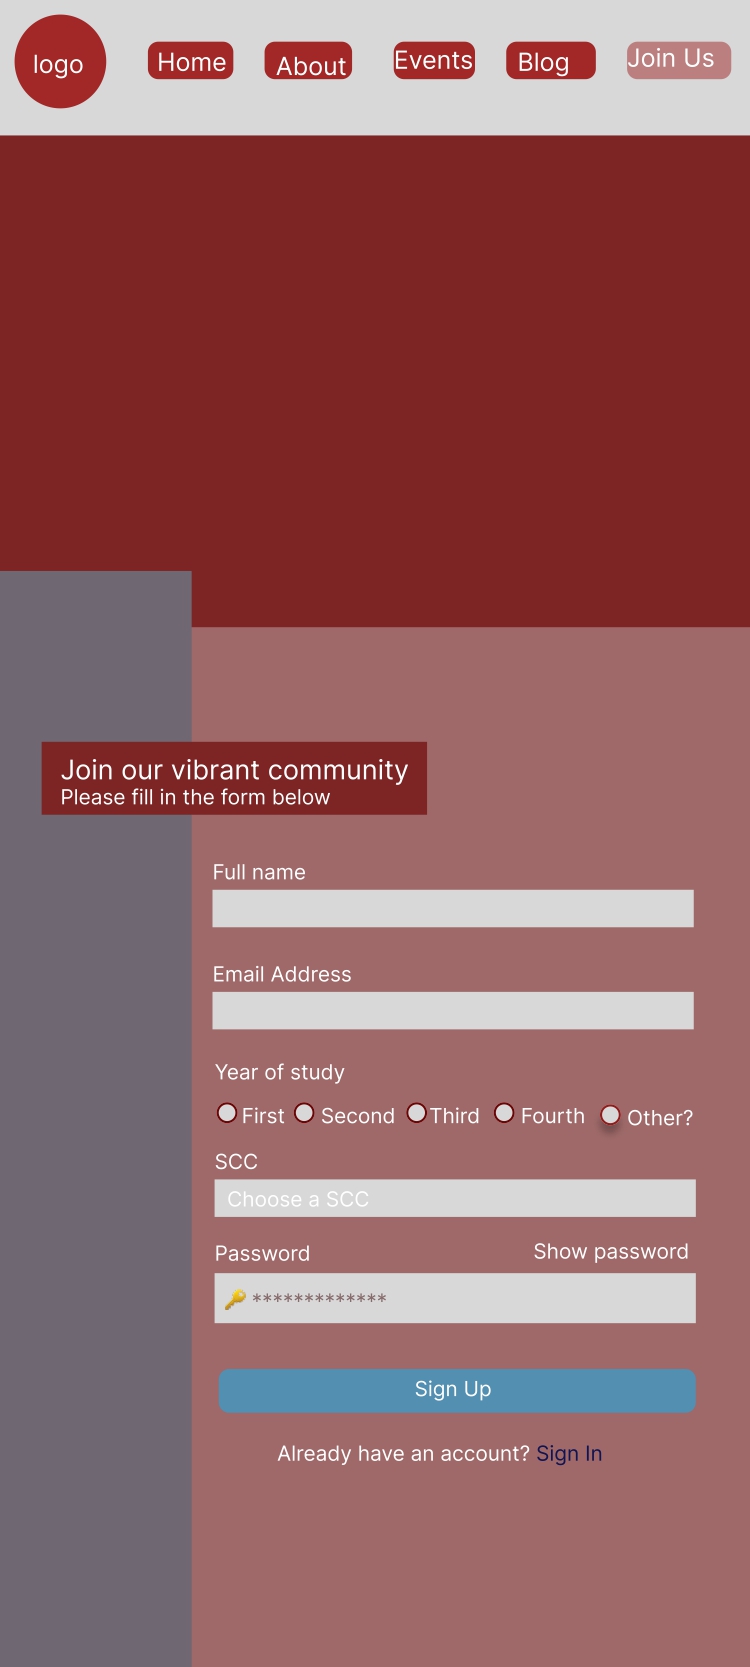 logo Home About Events Blog Join Us
Join our vibrant community
Please fill in the form below
Full name
Email Address
Year of study
First Second Third Fourth Other?
SCC
Choose a SCC
Password Show password
🔑 *************
Sign Up
Already have an account? Sign In